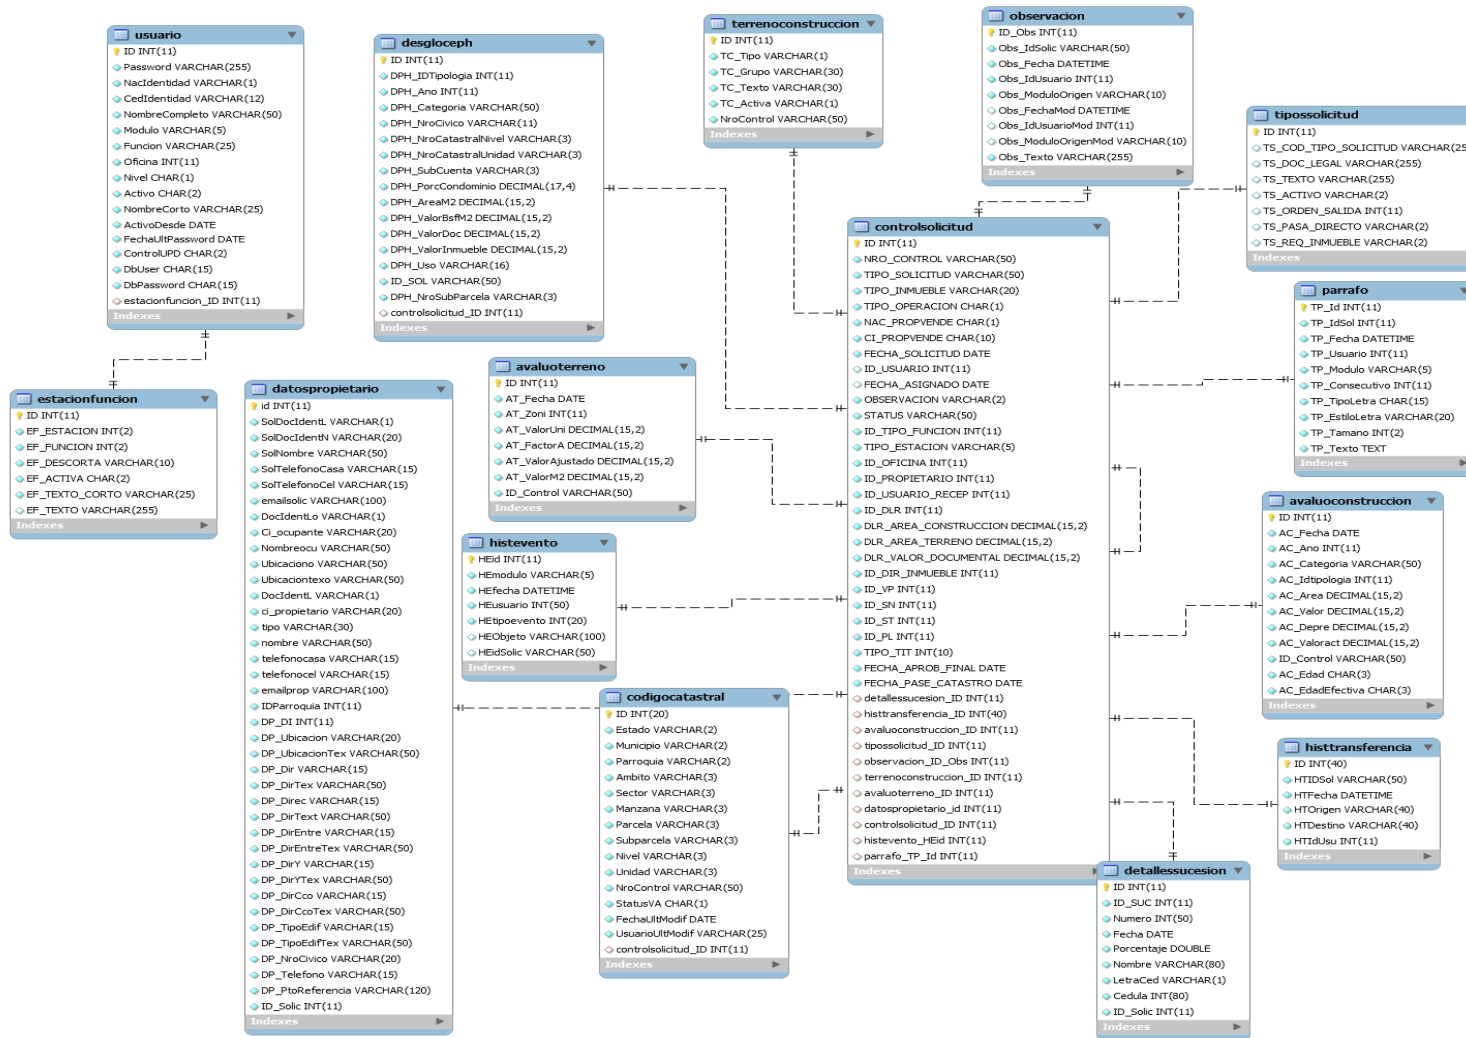 usuario
ID INT(11)
Password VARCHAR(255)
NacIdentidad VARCHAR(1)
CedIdentidad VARCHAR(12)
NombreCompleto VARCHAR(50)
Modulo VARCHAR(5)
Funcion VARCHAR(25)
Oficina INT(11)
Nivel CHAR(1)
Activo CHAR(2)
NombreCorto VARCHAR(25)
ActivoDesde DATE
FechaUltPassword DATE
ControlUPD CHAR(2)
DbUser CHAR(15)
DbPassword CHAR(15)
estacionfuncion_ID INT(11)
Indexes
desgloceph
ID INT(11)
DPH_IDTipologia INT(11)
DPH_Ano INT(11)
DPH_Categoria VARCHAR(50)
DPH_NroCivico VARCHAR(11)
DPH_NroCatastralNivel VARCHAR(3)
DPH_NroCatastralUnidad VARCHAR(3)
DPH_SubCuenta VARCHAR(3)
DPH_PorcCondominio DECIMAL(17,4)
DPH_AreaM2 DECIMAL(15,2)
DPH_ValorBsfM2 DECIMAL(15,2)
DPH_ValorDoc DECIMAL(15,2)
DPH_ValorInmueble DECIMAL(15,2)
DPH_Uso VARCHAR(16)
ID_SOL VARCHAR(50)
DPH_NroSubParcela VARCHAR(3)
controlsolicitud_ID INT(11)
Indexes
terrenoconstruccion
ID INT(11)
TC_Tipo VARCHAR(1)
TC_Grupo VARCHAR(30)
TC_Texto VARCHAR(30)
TC_Activa VARCHAR(1)
NroControl VARCHAR(50)
Indexes
observacion
ID_Obs INT(11)
Obs_IdSolic VARCHAR(50)
Obs_Fecha DATETIME
Obs_IdUsuario INT(11)
Obs_ModuloOrigen VARCHAR(10)
Obs_FechaMod DATETIME
Obs_IdUsuarioMod INT(11)
Obs_ModuloOrigenMod VARCHAR(10)
Obs_Texto VARCHAR(255)
Indexes
tipossolicitud
ID INT(11)
TS_COD_TIPO_SOLICITUD VARCHAR(25
TS_DOC_LEGAL VARCHAR(255)
TS_TEXTO VARCHAR(255)
TS_ACTIVO VARCHAR(2)
TS_ORDEN_SALIDA INT(11)
TS_PASA_DIRECTO VARCHAR(2)
TS_REQ_INMUEBLE VARCHAR(2)
Indexes
controlsolicitud
ID INT(11)
NRO_CONTROL VARCHAR(50)
TIPO_SOLICITUD VARCHAR(50)
TIPO_INMUEBLE VARCHAR(20)
TIPO_OPERACION CHAR(1)
NAC_PROPVENDE CHAR(1)
CI_PROPVENDE CHAR(10)
FECHA_SOLICITUD DATE
ID_USUARIO INT(11)
FECHA_ASIGNADO DATE
OBSERVACION VARCHAR(2)
STATUS VARCHAR(50)
ID_TIPO_FUNCION INT(11)
TIPO_ESTACION VARCHAR(5)
ID_OFICINA INT(11)
ID_PROPIETARIO INT(11)
ID_USUARIO_RECEP INT(11)
ID_DLR INT(11)
DLR_AREA_CONSTRUCCION DECIMAL(15,2)
DLR_AREA_TERRENO DECIMAL(15,2)
DLR_VALOR_DOCUMENTAL DECIMAL(15,2)
ID_DIR_INMUEBLE INT(11)
ID_VP INT(11)
ID_SN INT(11)
ID_ST INT(11)
ID_PL INT(11)
TIPO_TIT INT(10)
FECHA_APROB_FINAL DATE
FECHA_PASE_CATASTRO DATE
detallessucesion_ID INT(11)
histtransferencia_ID INT(40)
avaluoconstruccion_ID INT(11)
tipossolicitud_ID INT(11)
observacion_ID_Obs INT(11)
terrenoconstruccion_ID INT(11)
avaluoterreno_ID INT(11)
datospropietario_id INT(11)
controlsolicitud_ID INT(11)
histevento_HEid INT(11)
parrafo_TP_Id INT(11)
Indexes
parrafo
TP_Id INT(11)
TP_IdSol INT(11)
TP_Fecha DATETIME
TP_Usuario INT(11)
TP_Modulo VARCHAR(5)
TP_Consecutivo INT(11)
TP_TipoLetra CHAR(15)
TP_EstiloLetra VARCHAR(20)
TP_Tamano INT(2)
TP_Texto TEXT
Indexes
estacionfuncion
ID INT(11)
EF_ESTACION INT(2)
EF_FUNCION INT(2)
EF_DESCORTA VARCHAR(10)
EF_ACTIVA CHAR(2)
EF_TEXTO_CORTO VARCHAR(25)
EF_TEXTO VARCHAR(255)
Indexes
datospropietario
id INT(11)
SolDocIdentL VARCHAR(1)
SolDocIdentN VARCHAR(20)
SolNombre VARCHAR(50)
SolTelefonoCasa VARCHAR(15)
SolTelefonoCel VARCHAR(15)
emailsolic VARCHAR(100)
DocIdentLo VARCHAR(1)
Ci_ocupante VARCHAR(20)
Nombreocu VARCHAR(50)
Ubicaciono VARCHAR(50)
Ubicaciontexo VARCHAR(50)
DocIdentL VARCHAR(1)
ci_propietario VARCHAR(20)
tipo VARCHAR(30)
nombre VARCHAR(50)
telefonocasa VARCHAR(15)
telefonocel VARCHAR(15)
emailprop VARCHAR(100)
IDParroquia INT(11)
DP_DI INT(11)
DP_Ubicacion VARCHAR(20)
DP_UbicacionTex VARCHAR(50)
DP_Dir VARCHAR(15)
DP_DirTex VARCHAR(50)
DP_Direc VARCHAR(15)
DP_DirText VARCHAR(50)
DP_DirEntre VARCHAR(15)
DP_DirEntreTex VARCHAR(50)
DP_DirY VARCHAR(15)
DP_DirYTex VARCHAR(50)
DP_DirCco VARCHAR(15)
DP_DirCcoTex VARCHAR(50)
DP_TipoEdif VARCHAR(15)
DP_TipoEdifTex VARCHAR(50)
DP_NroCivico VARCHAR(20)
DP_Telefono VARCHAR(15)
DP_PtoReferencia VARCHAR(120)
ID_Solic INT(11)
Indexes
avaluoterreno
ID INT(11)
AT_Fecha DATE
AT_Zoni INT(11)
AT_ValorUni DECIMAL(15,2)
AT_FactorA DECIMAL(15,2)
AT_ValorAjustado DECIMAL(15,2)
AT_ValorM2 DECIMAL(15,2)
ID_Control VARCHAR(50)
Indexes
histevento
HEid INT(11)
HEmodulo VARCHAR(5)
HEfecha DATETIME
HEusuario INT(50)
HEtipoevento INT(20)
HEObjeto VARCHAR(100)
HEidSolic VARCHAR(50)
Indexes
codigocatastral
ID INT(20)
Estado VARCHAR(2)
Municipio VARCHAR(2)
Parroquia VARCHAR(2)
Ambito VARCHAR(3)
Sector VARCHAR(3)
Manzana VARCHAR(3)
Parcela VARCHAR(3)
Subparcela VARCHAR(3)
Nivel VARCHAR(3)
Unidad VARCHAR(3)
NroControl VARCHAR(50)
StatusVA CHAR(1)
FechaUltModif DATE
UsuarioUltModif VARCHAR(25)
controlsolicitud_ID INT(11)
Indexes
avaluoconstruccion
ID INT(11)
AC_Fecha DATE
AC_Ano INT(11)
AC_Categoria VARCHAR(50)
AC_Idtipologia INT(11)
AC_Area DECIMAL(15,2)
AC_Valor DECIMAL(15,2)
AC_Depre DECIMAL(15,2)
AC_Valoract DECIMAL(15,2)
ID_Control VARCHAR(50)
AC_Edad CHAR(3)
AC_EdadEfectiva CHAR(3)
Indexes
histtransferencia
ID INT(40)
HTIDSol VARCHAR(50)
HTFecha DATETIME
HTOrigen VARCHAR(40)
HTDestino VARCHAR(40)
HTIdUsu INT(11)
Indexes
detallessucesion
ID INT(11)
ID_SUC INT(11)
Numero INT(50)
Fecha DATE
Porcentaje DOUBLE
Nombre VARCHAR(80)
LetraCed VARCHAR(1)
Cedula INT(80)
ID_Solic INT(11)
Indexes